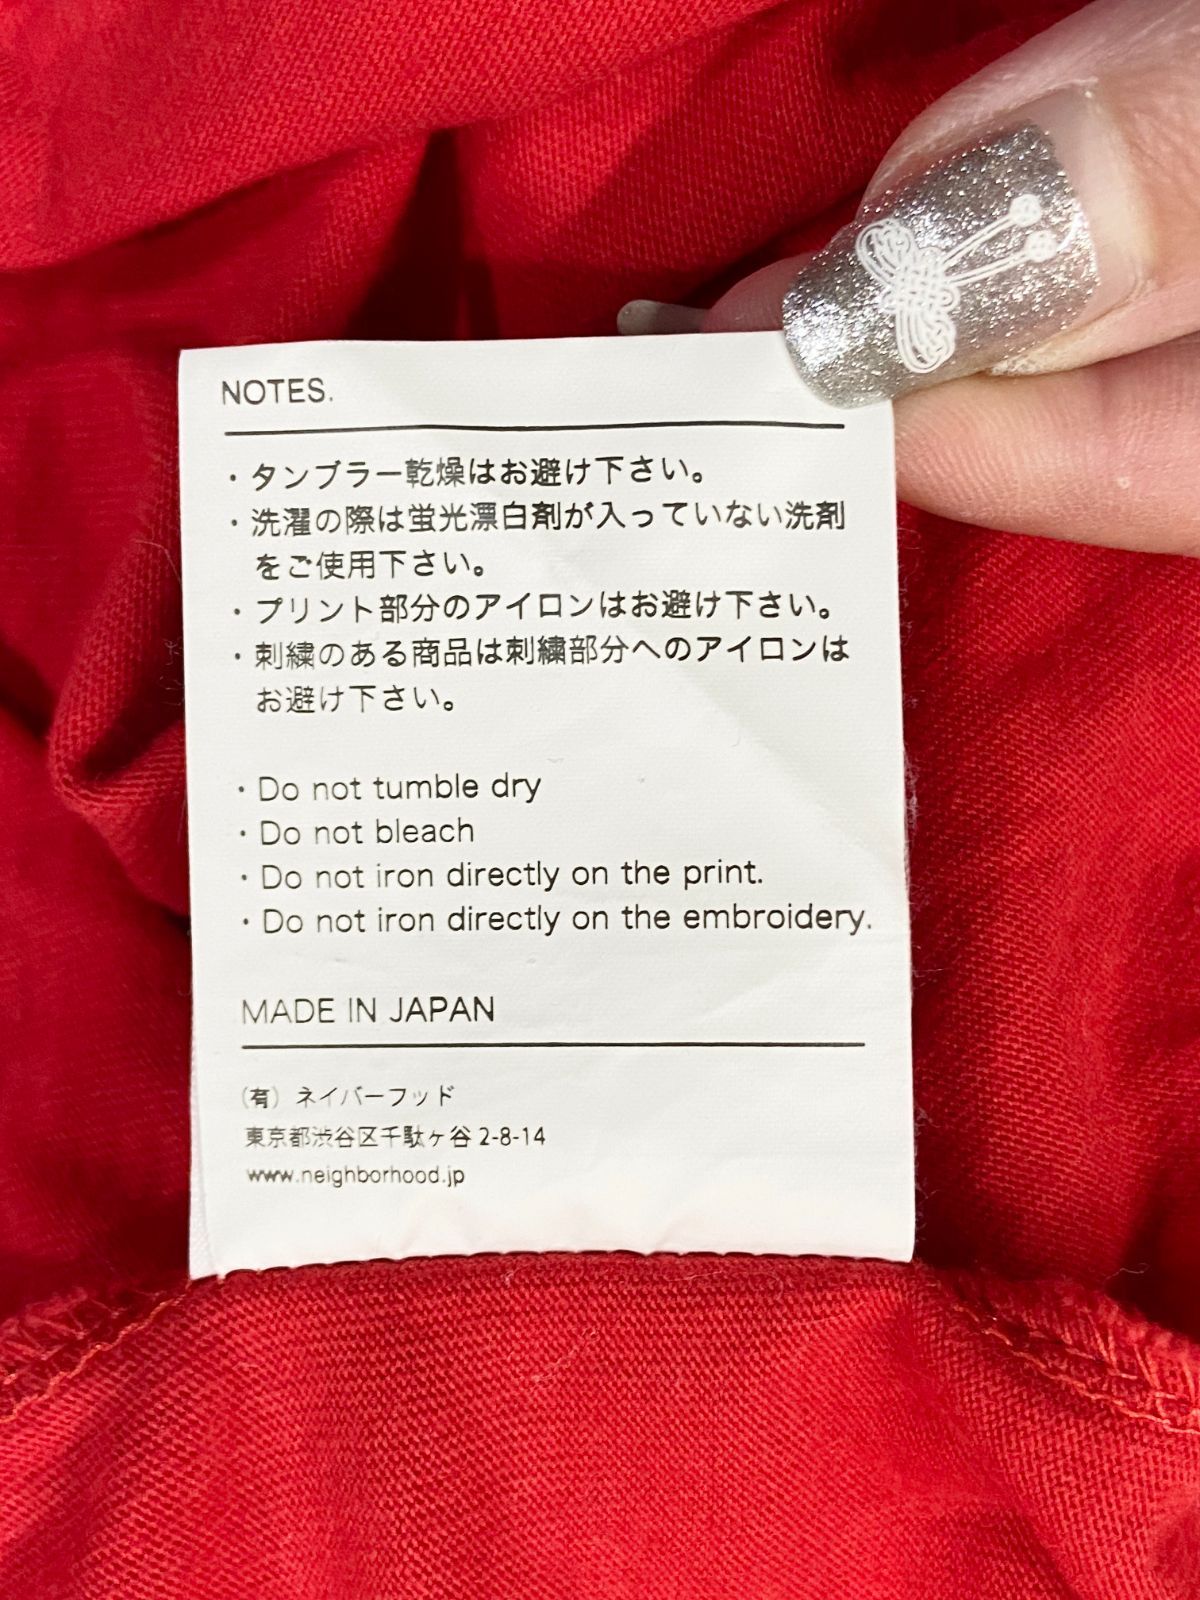 NOTES.
・タンブラー乾燥はお避け下さい。
・洗濯の際は蛍光漂白剤が入っていない洗剤
をご使用下さい。
・プリント部分のアイロンはお避け下さい。
・刺繍のある商品は刺繍部分へのアイロンは
お避け下さい。
・Do not tumble dry
・Do not bleach
・Do not iron directly on the print.
・Do not iron directly on the embroidery.
MADE IN JAPAN
(有) ネイバーフッド
東京都渋谷区千駄ヶ谷 2-8-14
www.neighborhood.jp